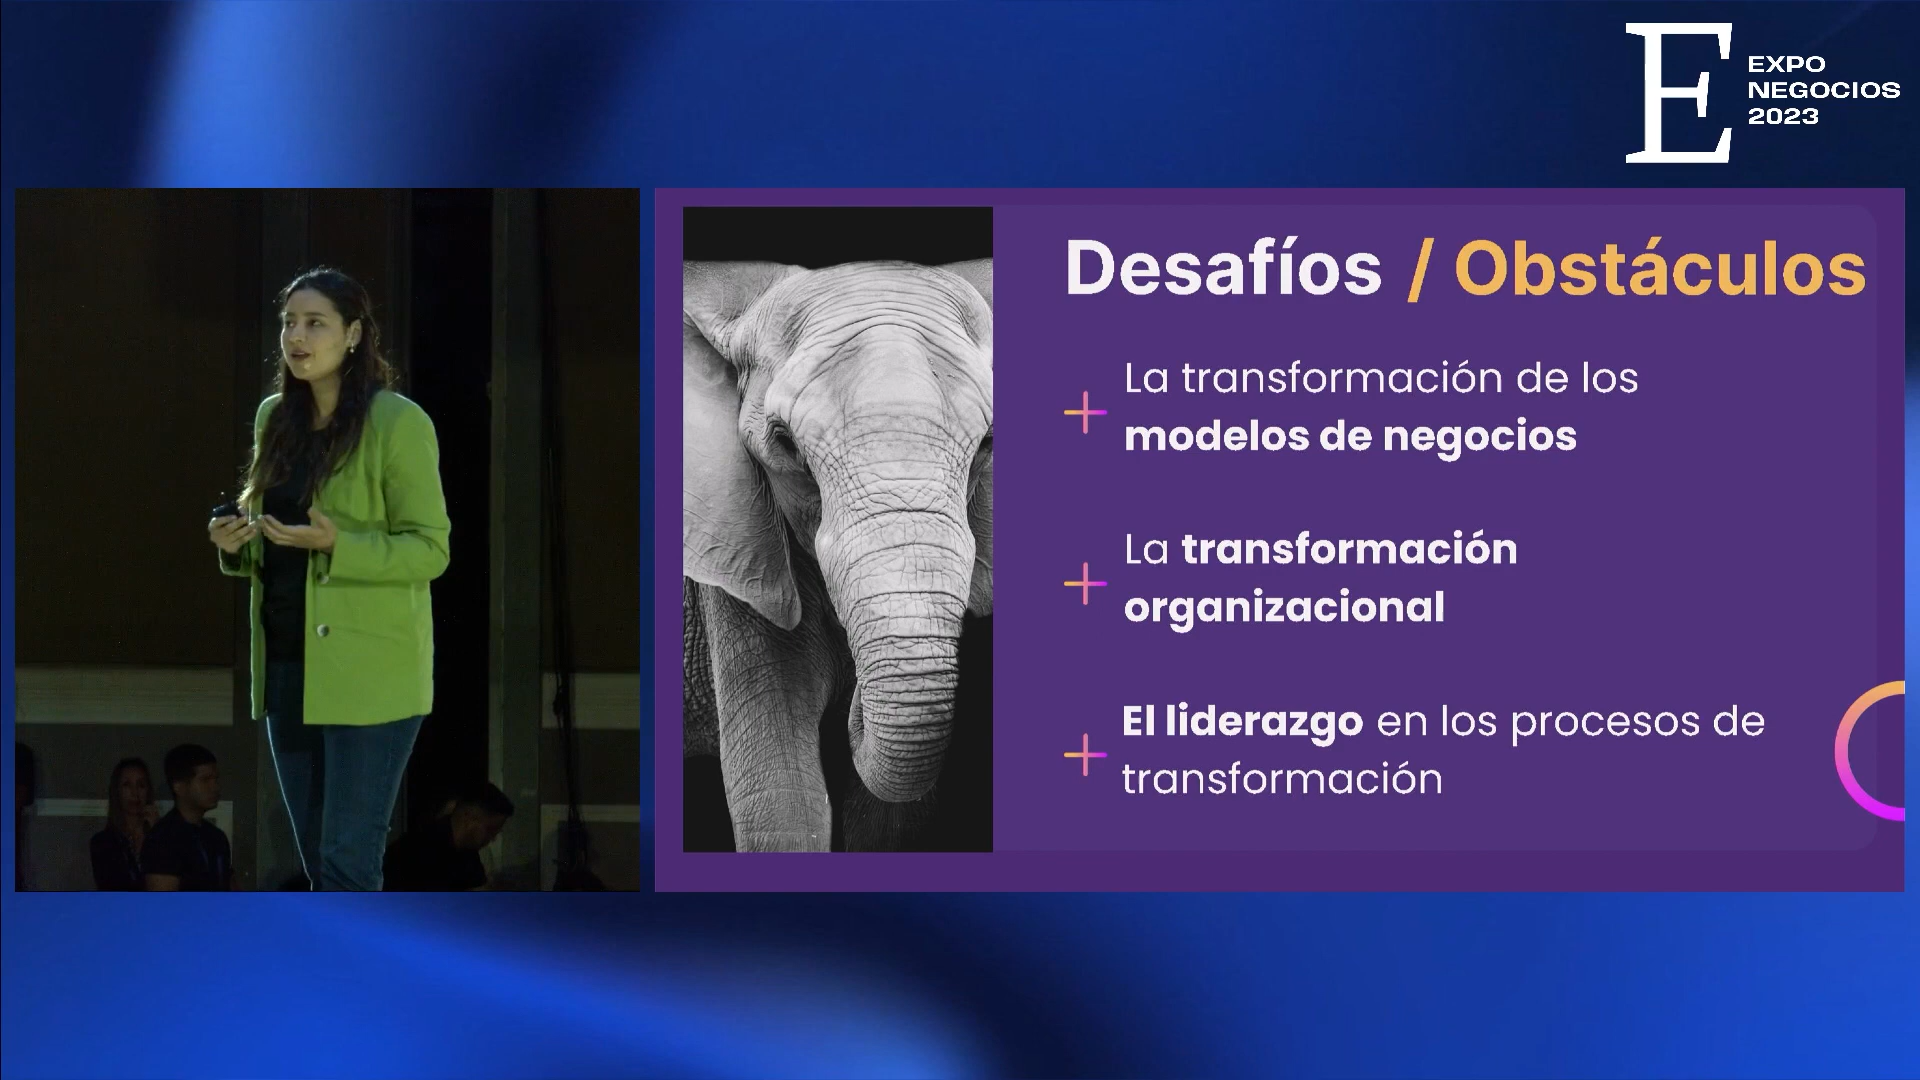 E
EXPO
NEGOCIOS
2023
Desafíos / Obstáculos
La transformación de los
modelos de negocios
La transformación
organizacional
El liderazgo en los procesos de
transformación